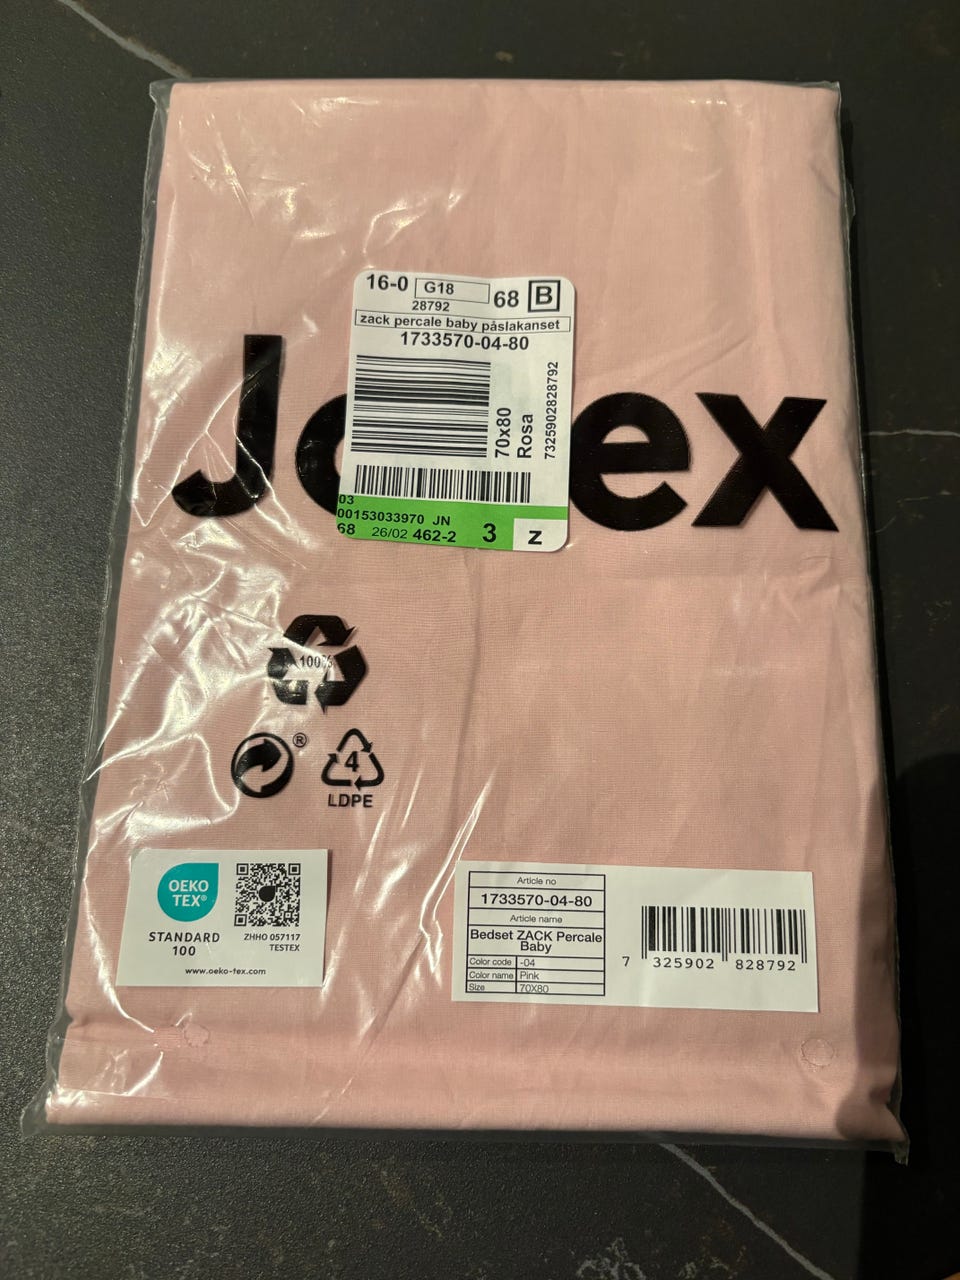 16-0 G18 68 B
28792
zack percale baby påslakanset
1733570-04-80
70x80
Rosa
7325902828792
03
00153033970 JN
68 26/02 462-2 3 z
100%
®
4
LDPE
OEKO
TEX®
STANDARD
100
ZHHO 057117
TESTEX
www.oeko-tex.com
Article no
1733570-04-80
Article name
Bedset ZACK Percale
Baby
Color code -04
Color name Pink
Size 70X80
7 325902 828792